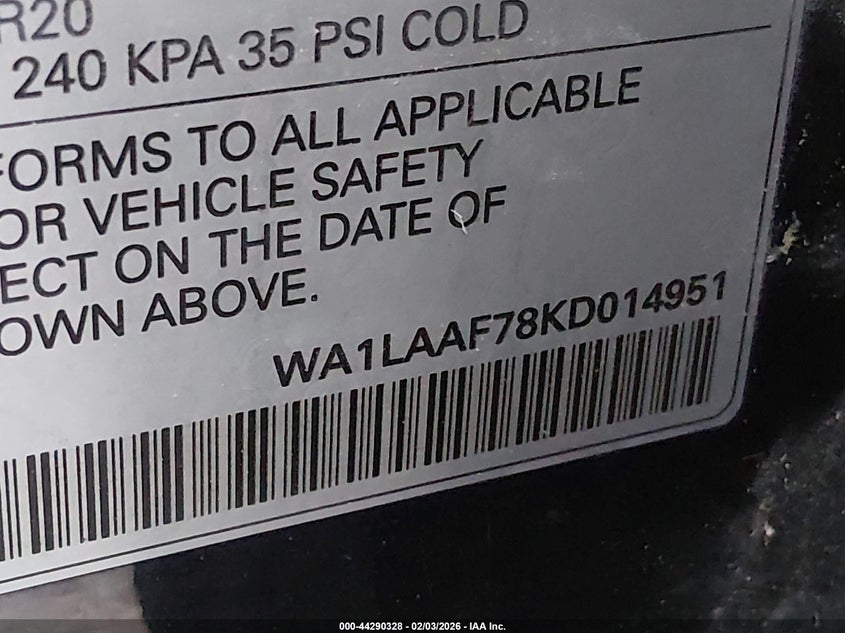 R20
240 KPA 35 PSI COLD
FORMS TO ALL APPLICABLE
OR VEHICLE SAFETY
ECT ON THE DATE OF
OWN ABOVE.
WA1LAAF78KD014951
000-44290328 - 02/03/2026 - IAA Inc.